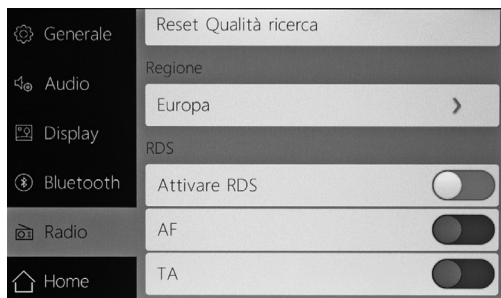 Generale
Audio
Display
Bluetooth
Radio
Home
Reset Qualità ricerca
Regione
Europa
RDS
Attivare RDS
AF
TA